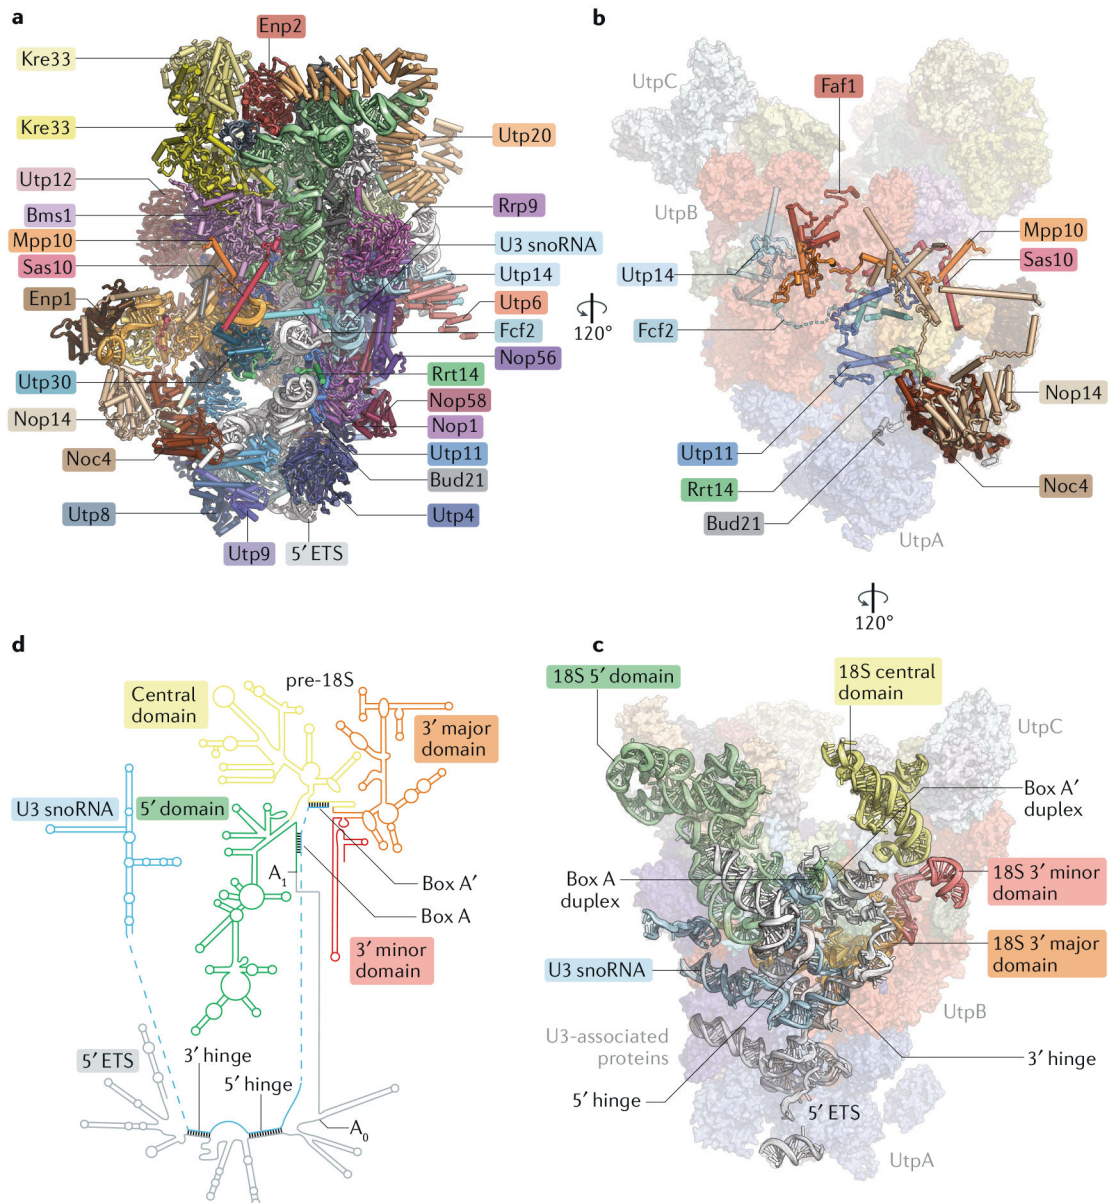 a
Enp2
Kre33
Kre33
Utp12
Bms1
Mpp10
Sas10
Enp1
Utp30
Nop14
Noc4
Utp8
Utp9
5′ ETS
Utp20
Rrp9
U3 snoRNA
Utp14
Utp6
Fcf2
Nop56
Rrt14
Nop58
Nop1
Utp11
Bud21
Utp4
120°
b
UtpC
Faf1
UtpB
Mpp10
Sas10
Utp14
Fcf2
Nop14
Utp11
Rrt14
Noc4
Bud21
UtpA
120°
d
pre-18S
Central
domain
3′ major
domain
U3 snoRNA
5′ domain
A1
Box A′
Box A
3′ minor
domain
5′ ETS
3′ hinge
5′ hinge
A0
c
18S 5′ domain
18S central
domain
UtpC
Box A′
duplex
Box A
duplex
18S 3′ minor
domain
U3 snoRNA
18S 3′ major
domain
UtpB
U3-associated
proteins
3′ hinge
5′ hinge
5′ ETS
UtpA